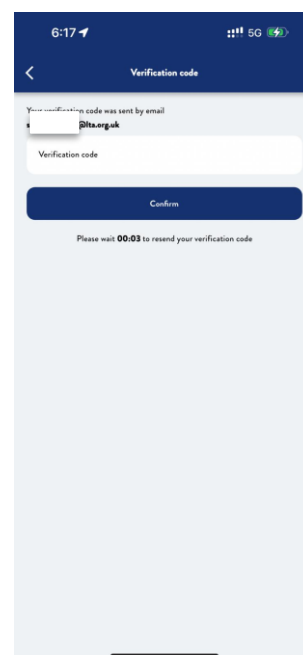 6:17
5G
Verification code
Your verification code was sent by email
@lta.org.uk
Verification code
Confirm
Please wait 00:03 to resend your verification code